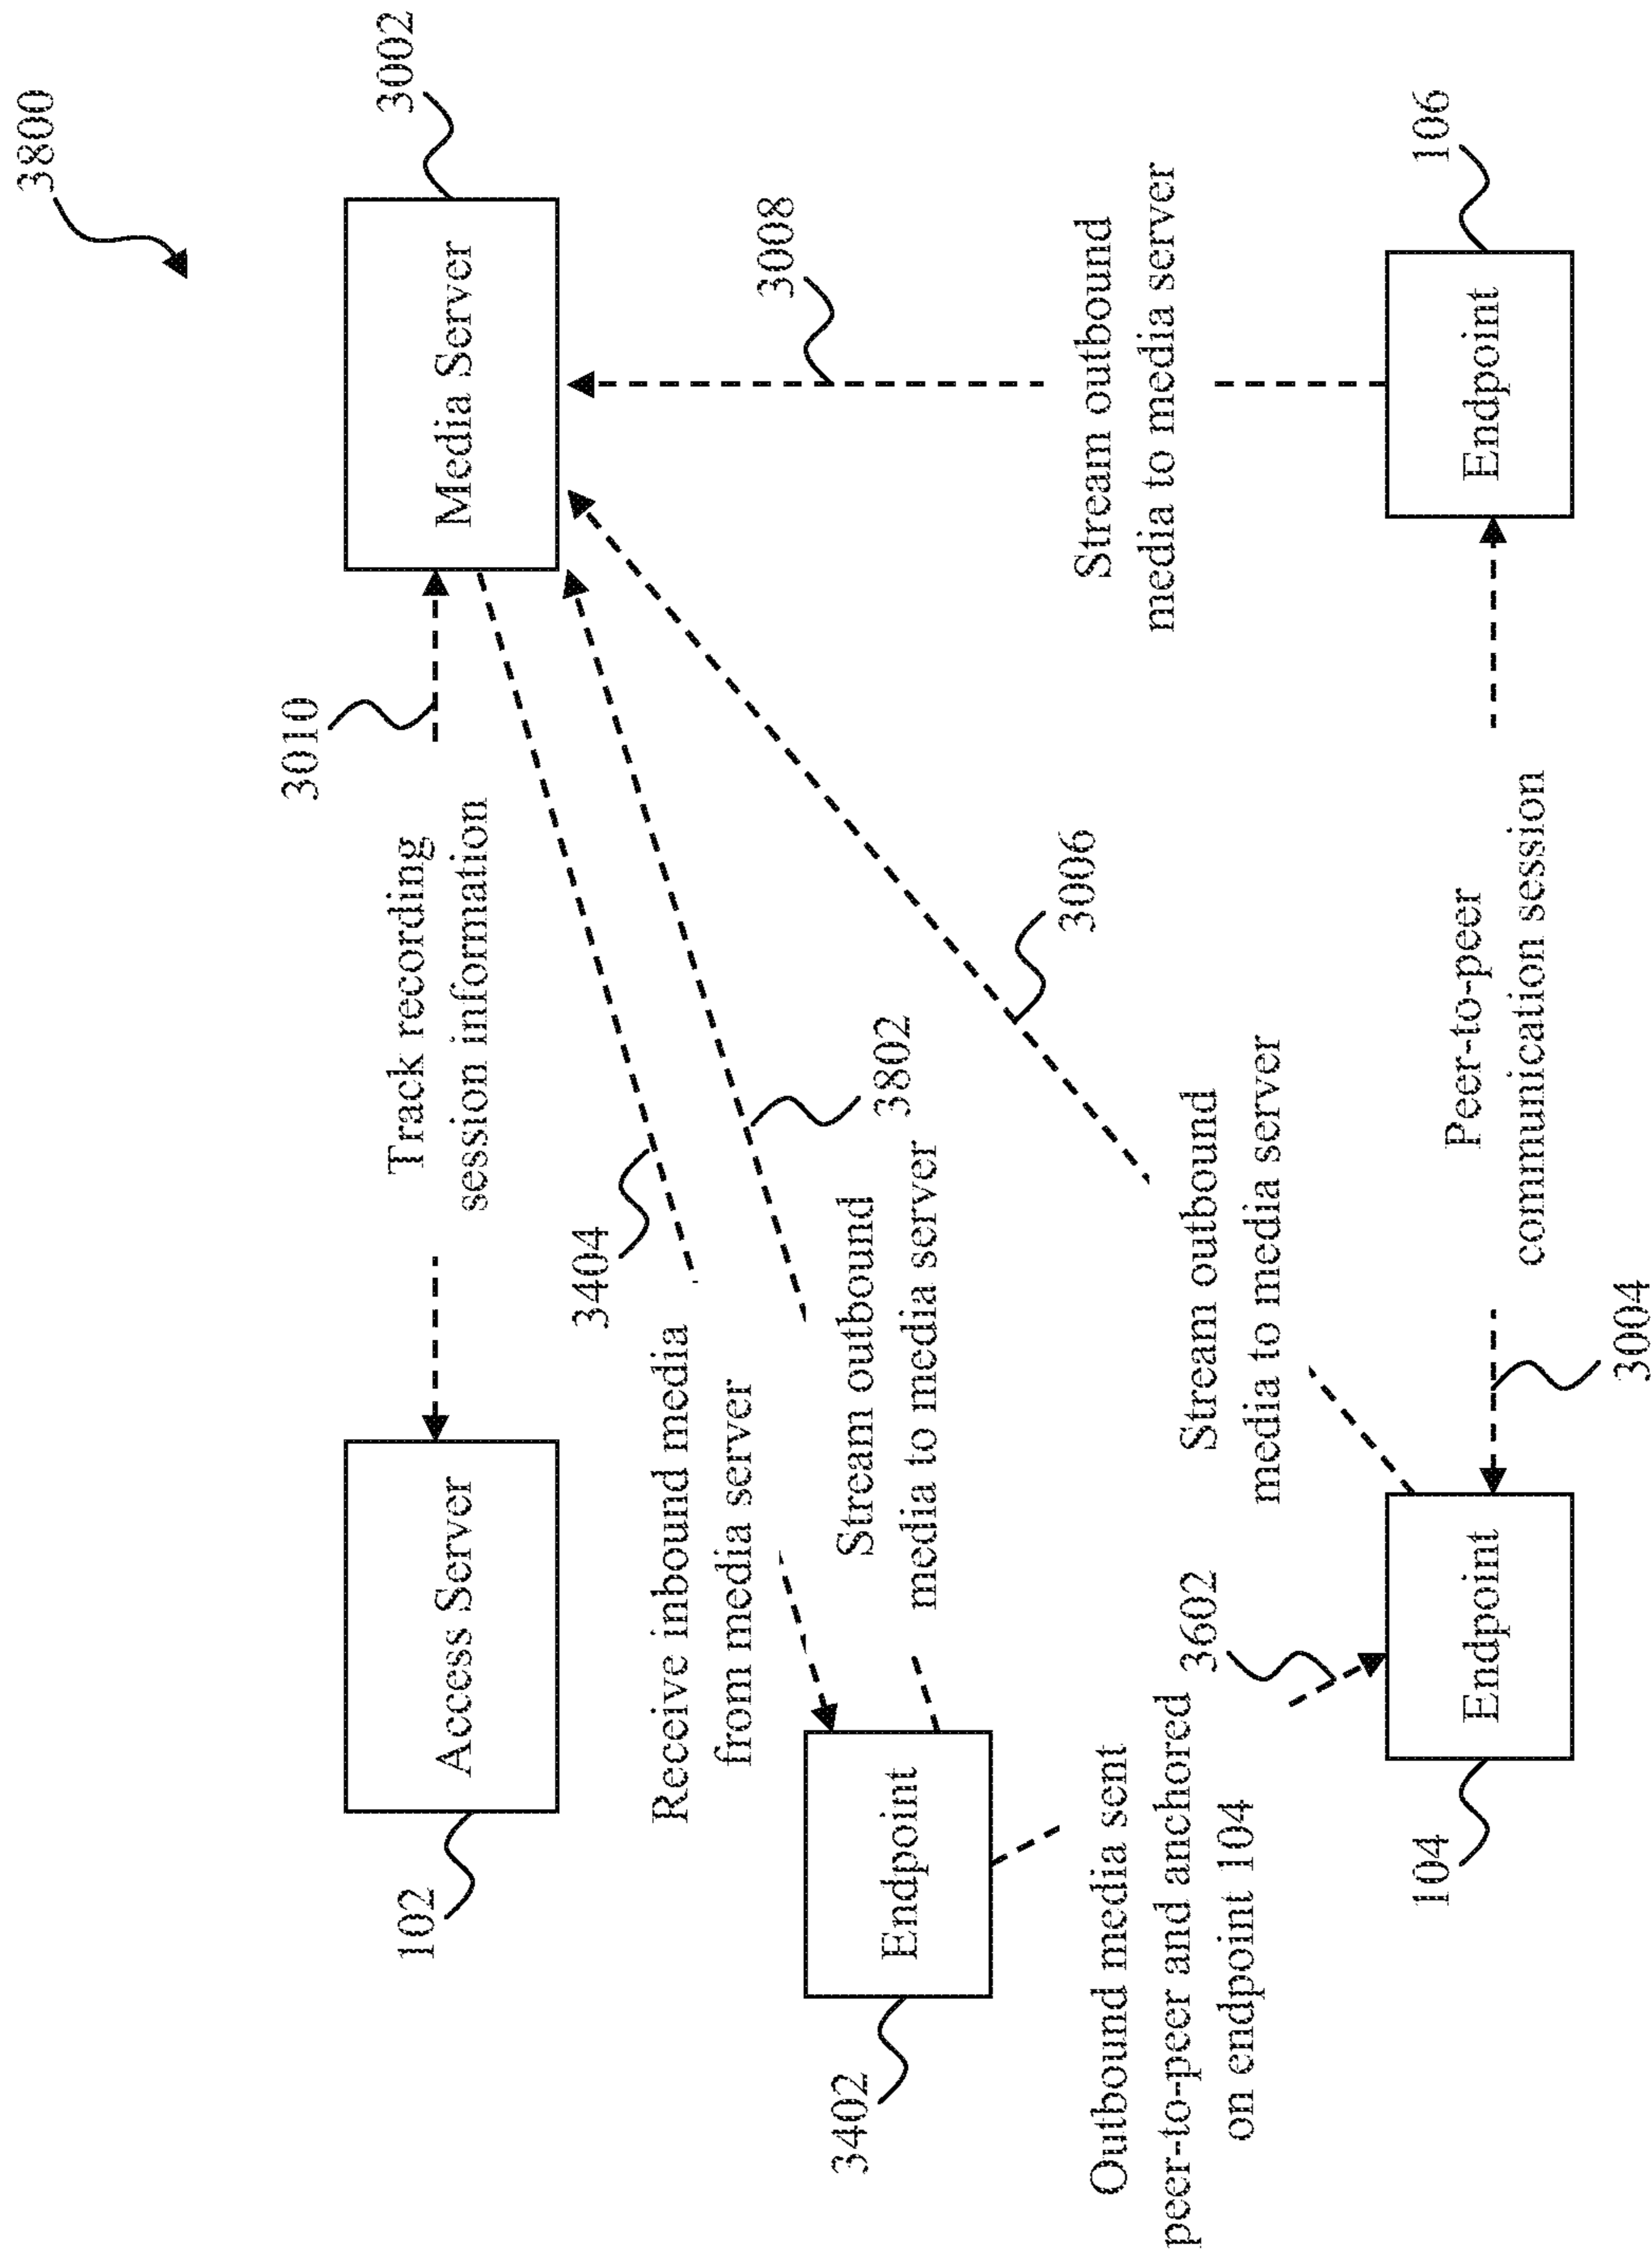 3800
3002
Media Server
3010
Track recording
session information
Access Server
102
3404
Receive inbound media
from media server
3802
Stream outbound
media to media server
3008
Stream outbound
media to media server
3006
Stream outbound
media to media server
Endpoint
3402
Outbound media sent
peer-to-peer and anchored
on endpoint 104
3602
Endpoint
104
3004
Peer-to-peer
communication session
Endpoint
106